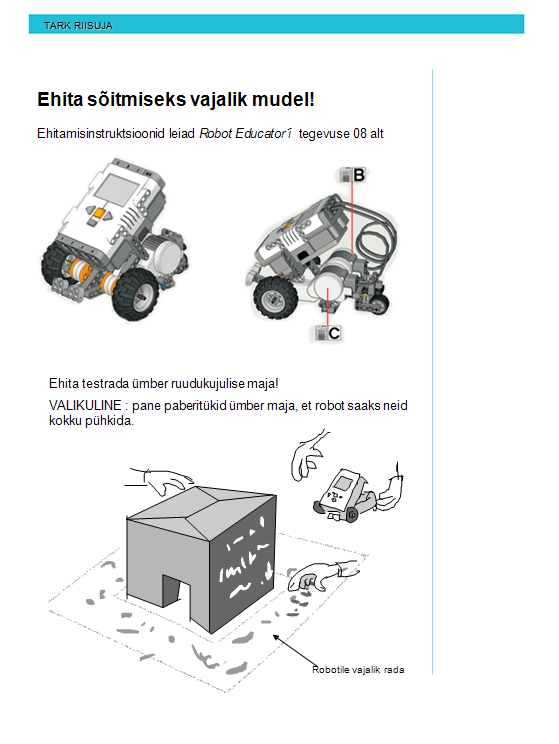 TARK RIISUJA
Ehita sõitmiseks vajalik mudel!
Ehitamisinstruktsioonid leiad Robot Educator´i tegevuse 08 alt
B
C
Ehita testrada ümber ruudukujulise maja!
VALIKULINE : pane paberitükid ümber maja, et robot saaks neid
kokku pühkida.
Robotile vajalik rada